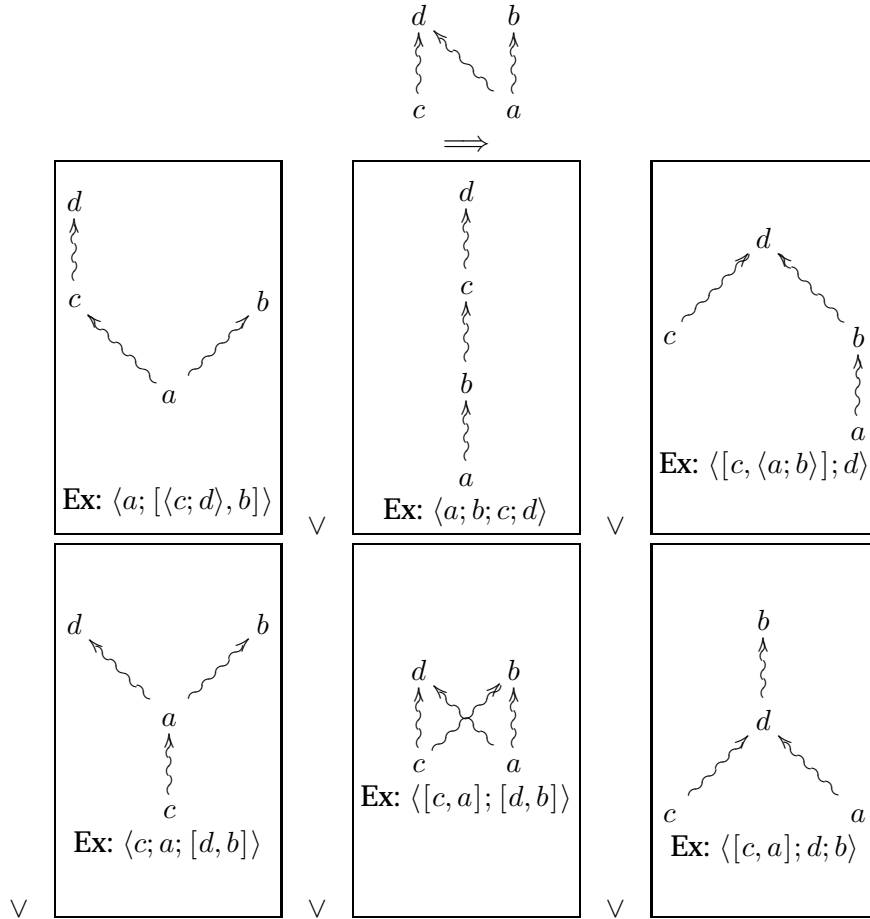 d b
c a
⟹
d
c b
a
Ex: ⟨a; [⟨c; d⟩, b]⟩
∨
d
c
b
a
Ex: ⟨a; b; c; d⟩
∨
d
c
b
a
Ex: ⟨[c, ⟨a; b⟩]; d⟩
∨
d b
a
c
Ex: ⟨c; a; [d, b]⟩
∨
d b
c a
Ex: ⟨[c, a]; [d, b]⟩
∨
b
d
c a
Ex: ⟨[c, a]; d; b⟩